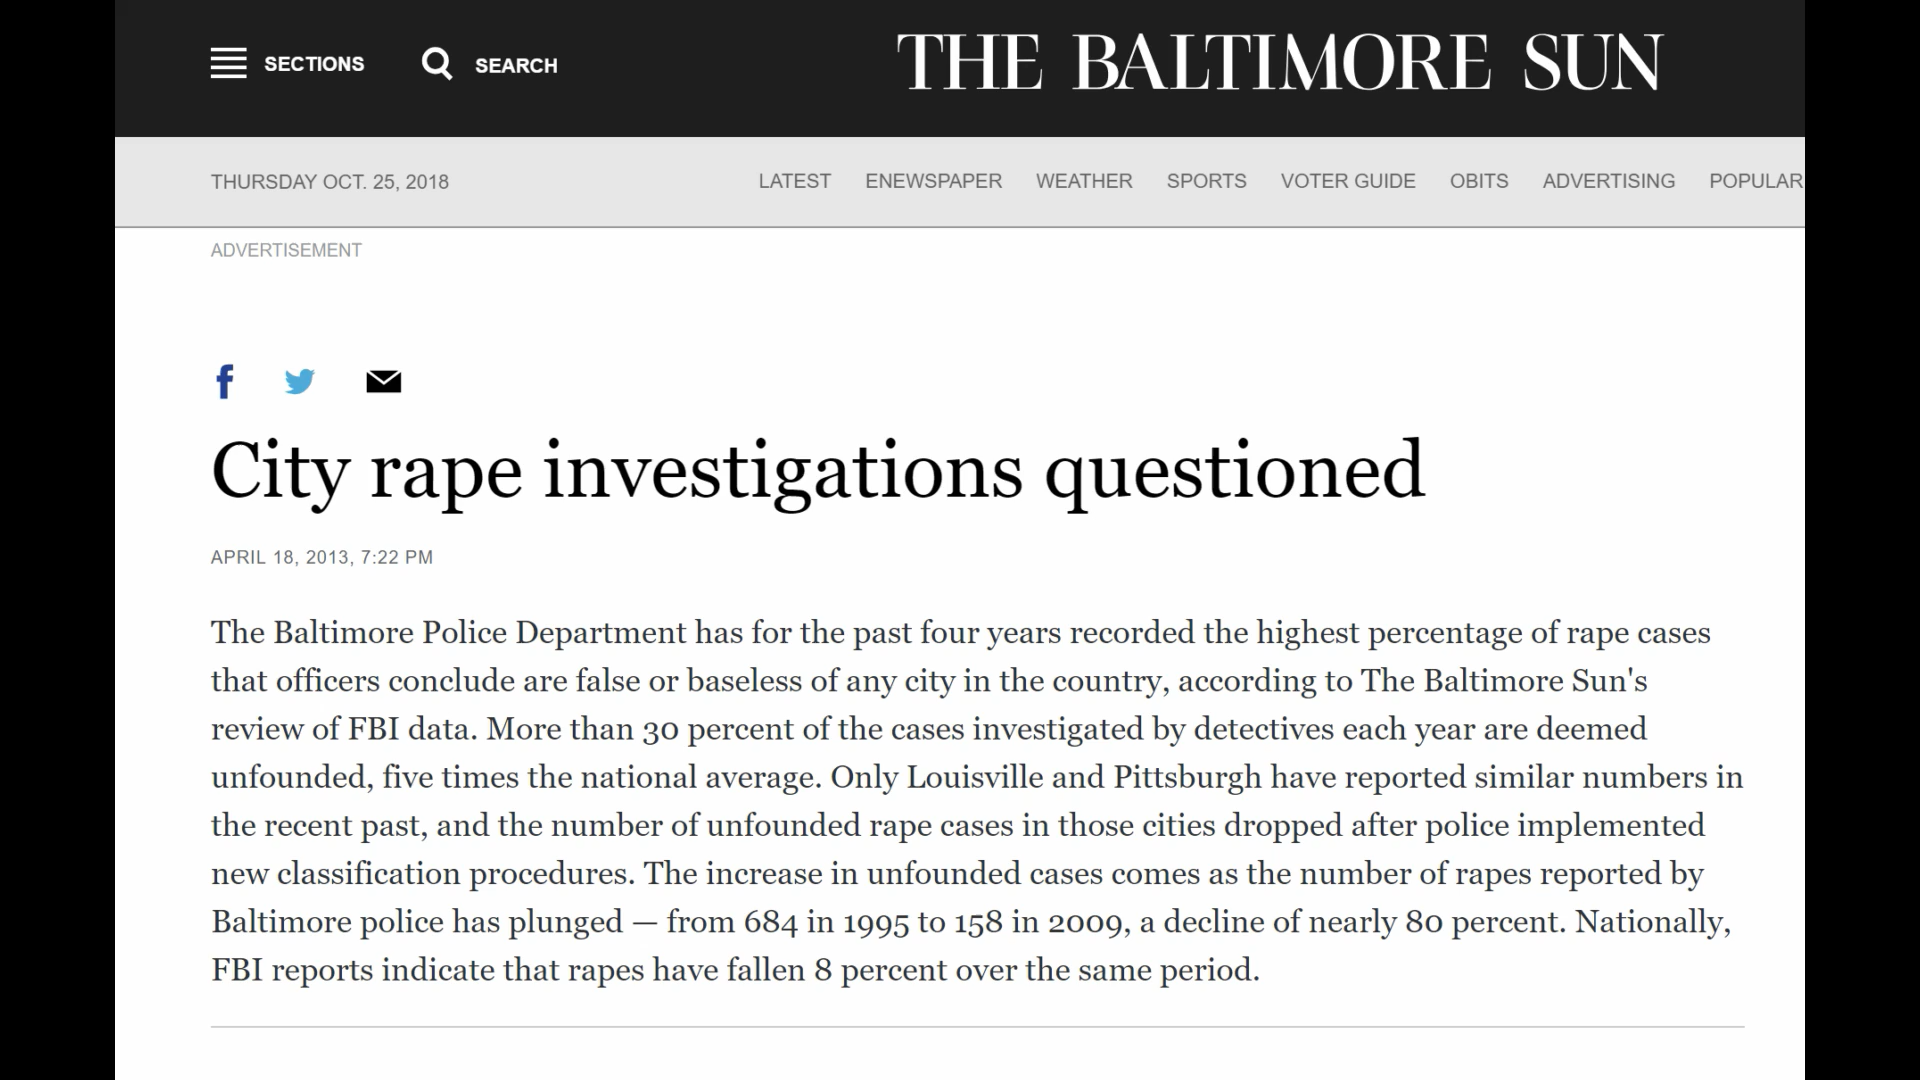 SECTIONS SEARCH THE BALTIMORE SUN
THURSDAY OCT. 25, 2018 LATEST ENEWSPAPER WEATHER SPORTS VOTER GUIDE OBITS ADVERTISING POPULAR
ADVERTISEMENT
City rape investigations questioned
APRIL 18, 2013, 7:22 PM
The Baltimore Police Department has for the past four years recorded the highest percentage of rape cases
that officers conclude are false or baseless of any city in the country, according to The Baltimore Sun's
review of FBI data. More than 30 percent of the cases investigated by detectives each year are deemed
unfounded, five times the national average. Only Louisville and Pittsburgh have reported similar numbers in
the recent past, and the number of unfounded rape cases in those cities dropped after police implemented
new classification procedures. The increase in unfounded cases comes as the number of rapes reported by
Baltimore police has plunged — from 684 in 1995 to 158 in 2009, a decline of nearly 80 percent. Nationally,
FBI reports indicate that rapes have fallen 8 percent over the same period.